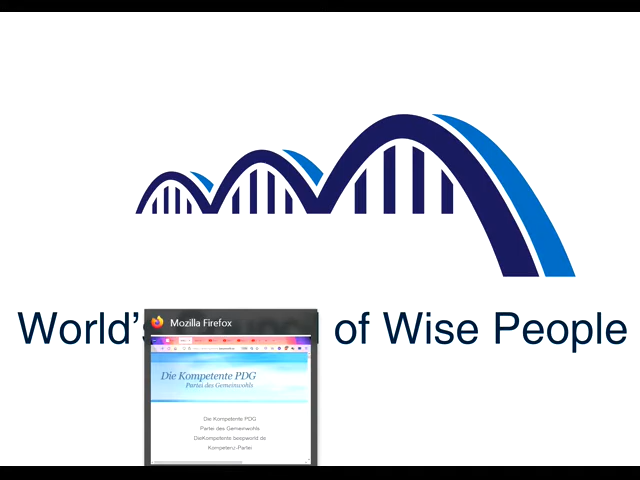 World's of Wise People
Mozilla Firefox
Die Kompetente PDG
Partei des Gemeinwohls
Die Kompetente PDG
Partei des Gemeinwohls
DieKompetente.beepworld.de
Kompetenz-Partei